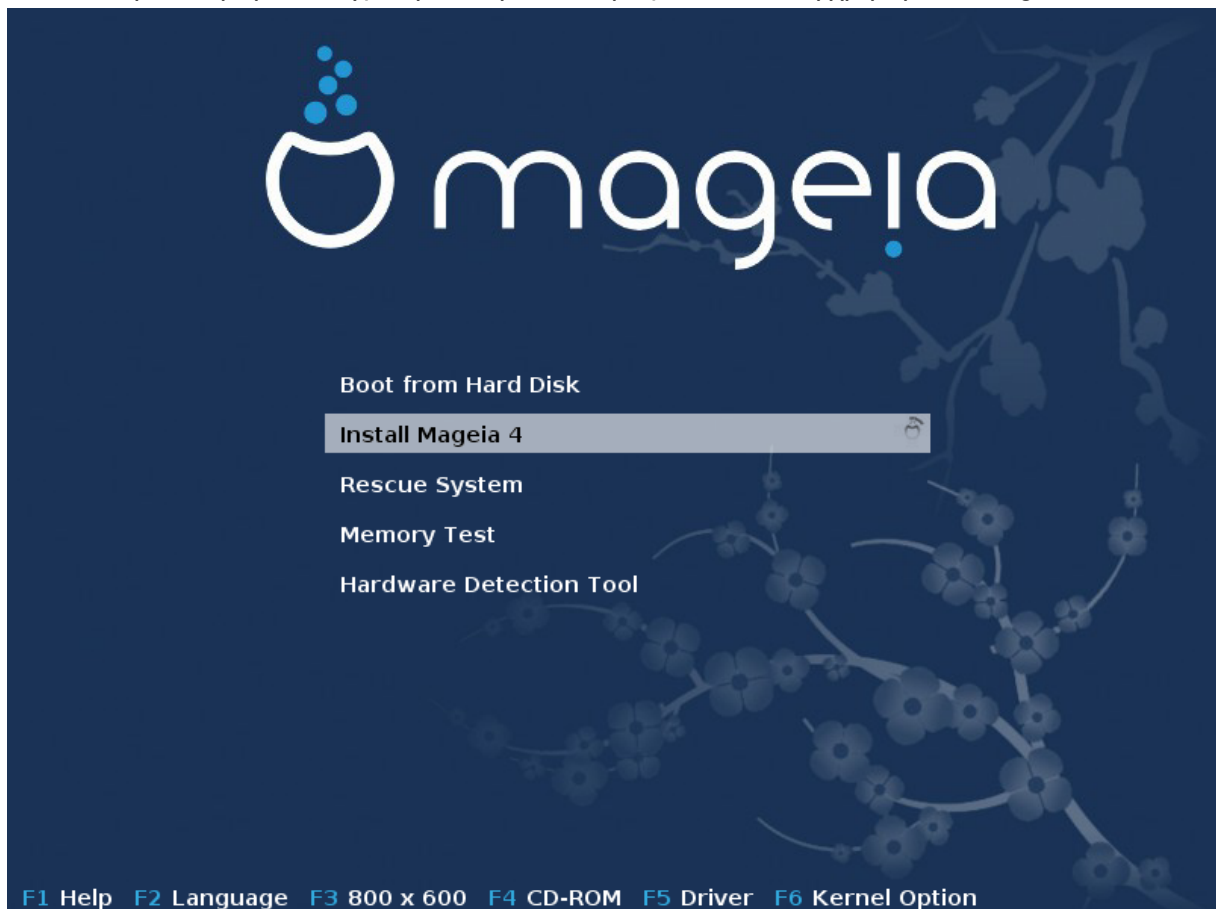 mageia
Boot from Hard Disk
Install Mageia 4
Rescue System
Memory Test
Hardware Detection Tool
F1 Help F2 Language F3 800 x 600 F4 CD-ROM F5 Driver F6 Kernel Option